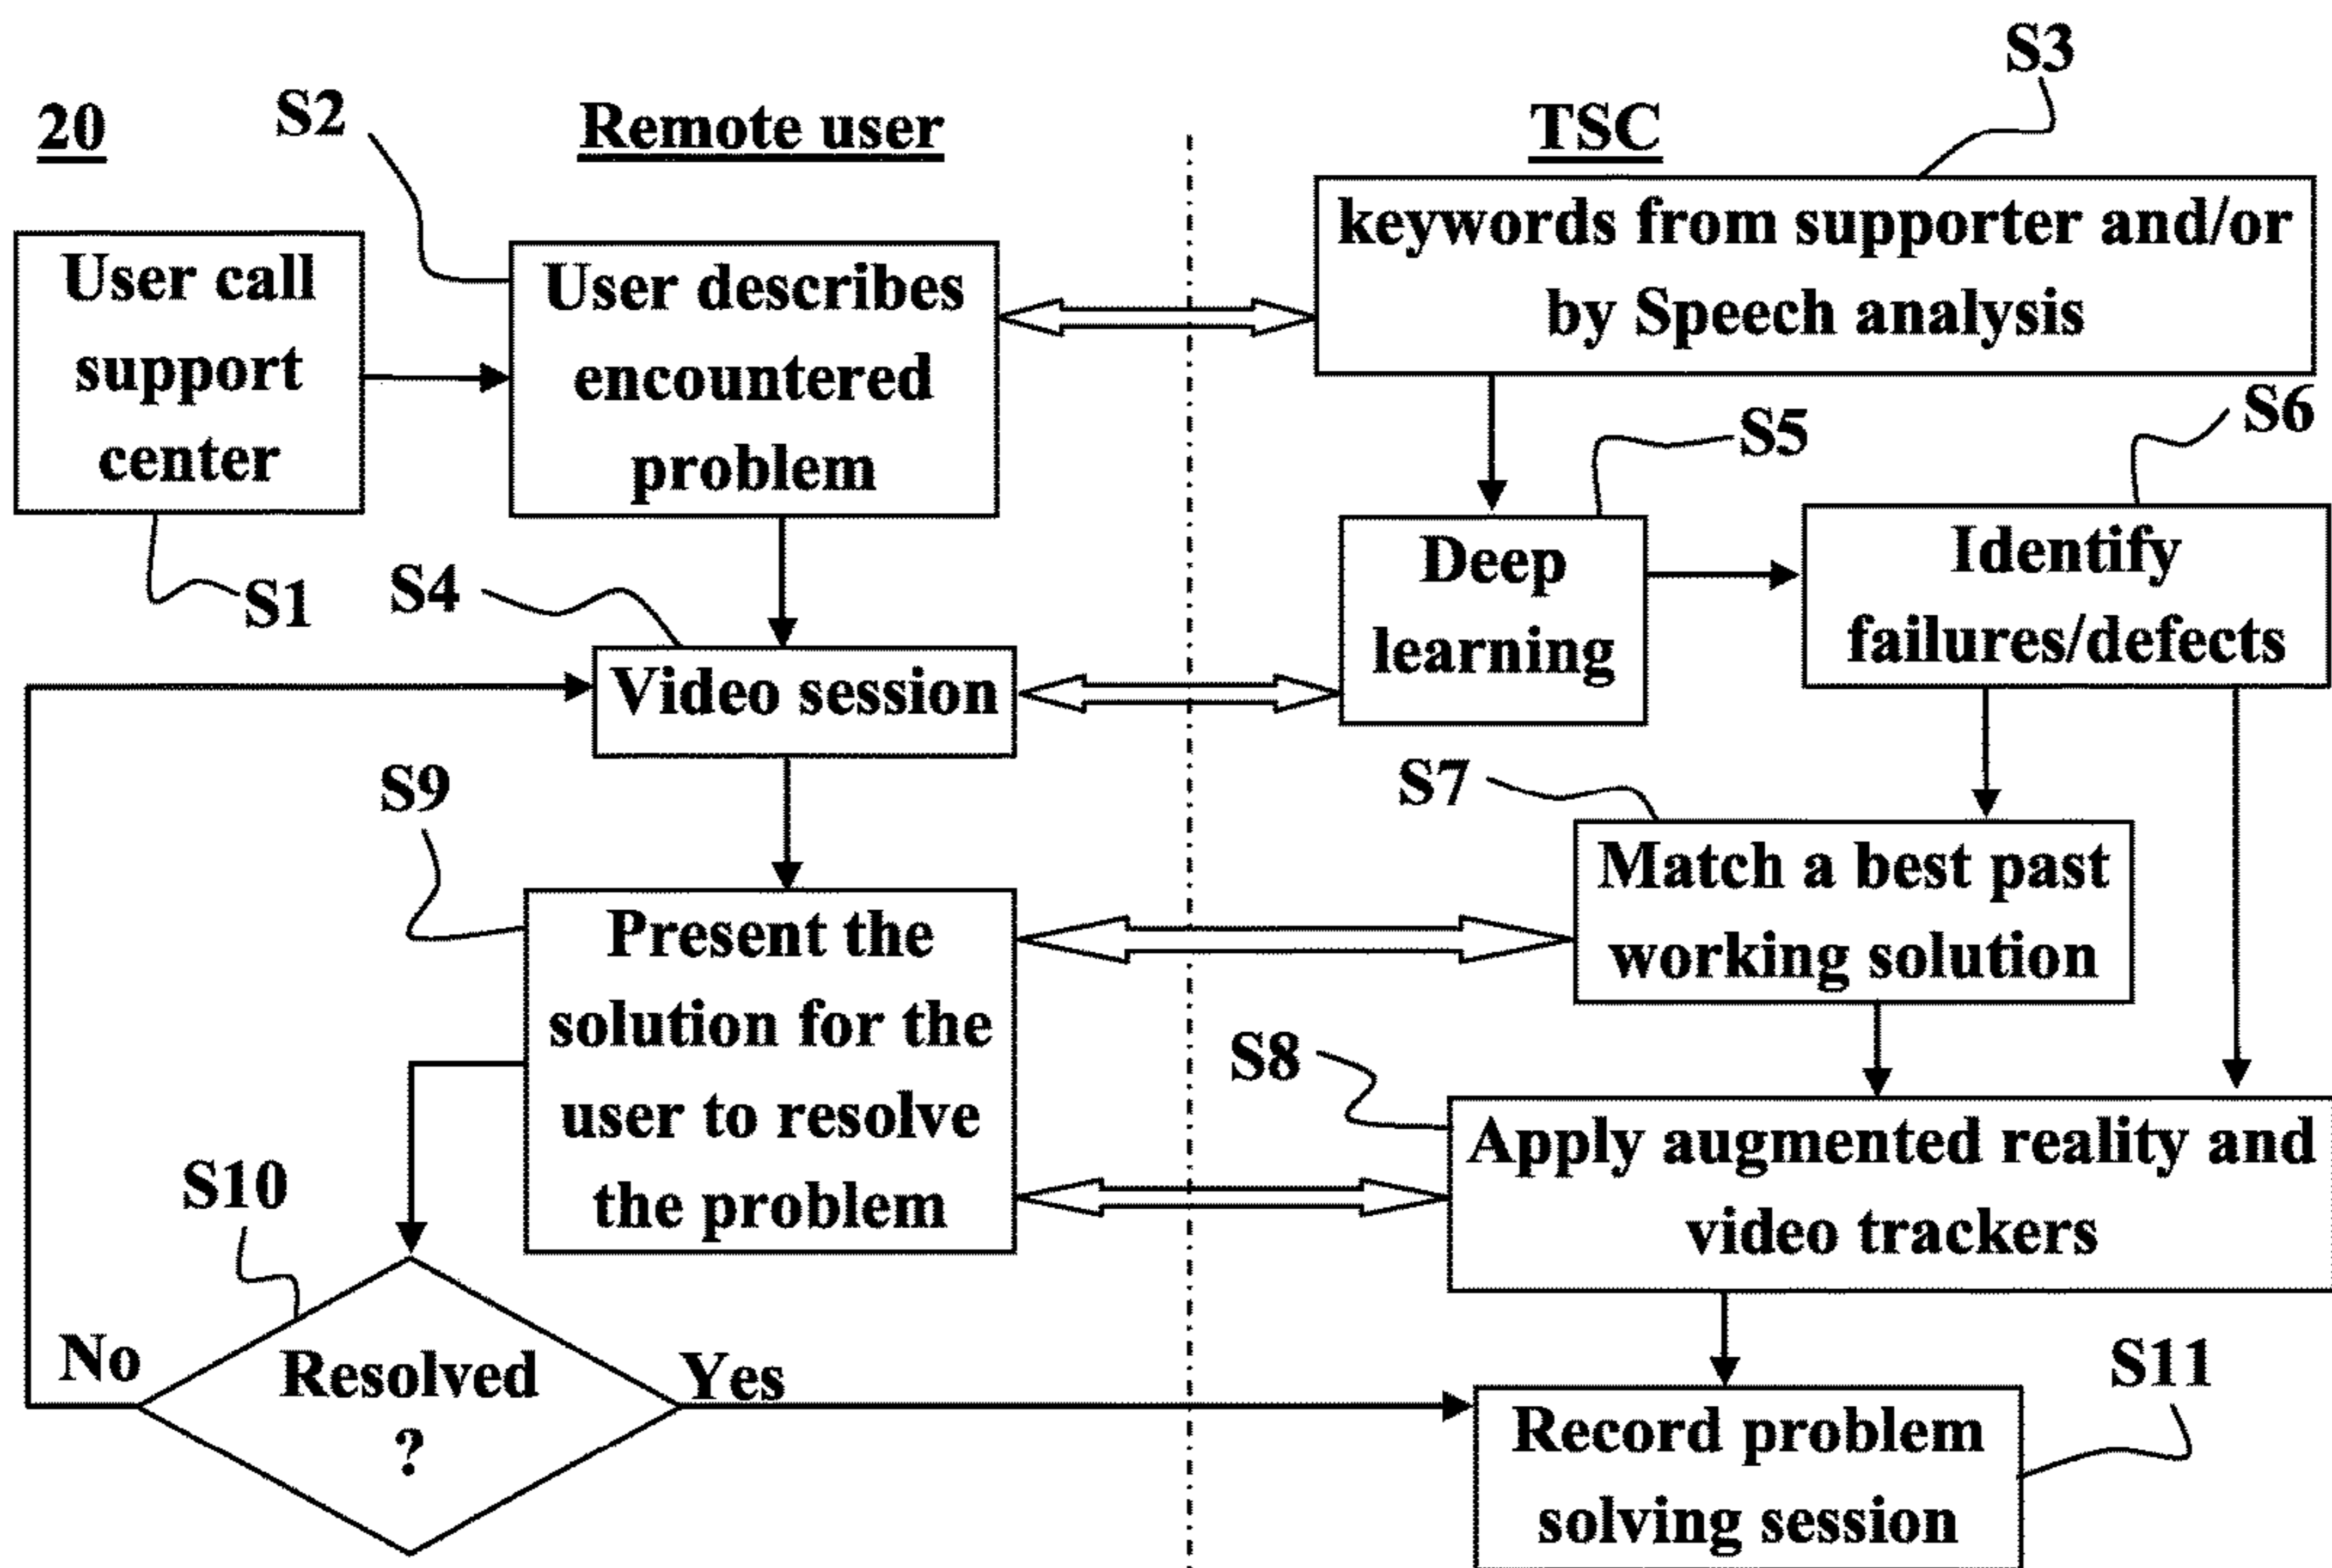 20
S2
Remote user
TSC
S3
User call
support
center
S1
User describes
encountered
problem
keywords from supporter and/or
by Speech analysis
S4
Video session
S5
Deep
learning
S6
Identify
failures/defects
S7
Match a best past
working solution
S9
Present the
solution for the
user to resolve
the problem
S8
Apply augmented reality and
video trackers
S10
No
Resolved
?
Yes
S11
Record problem
solving session